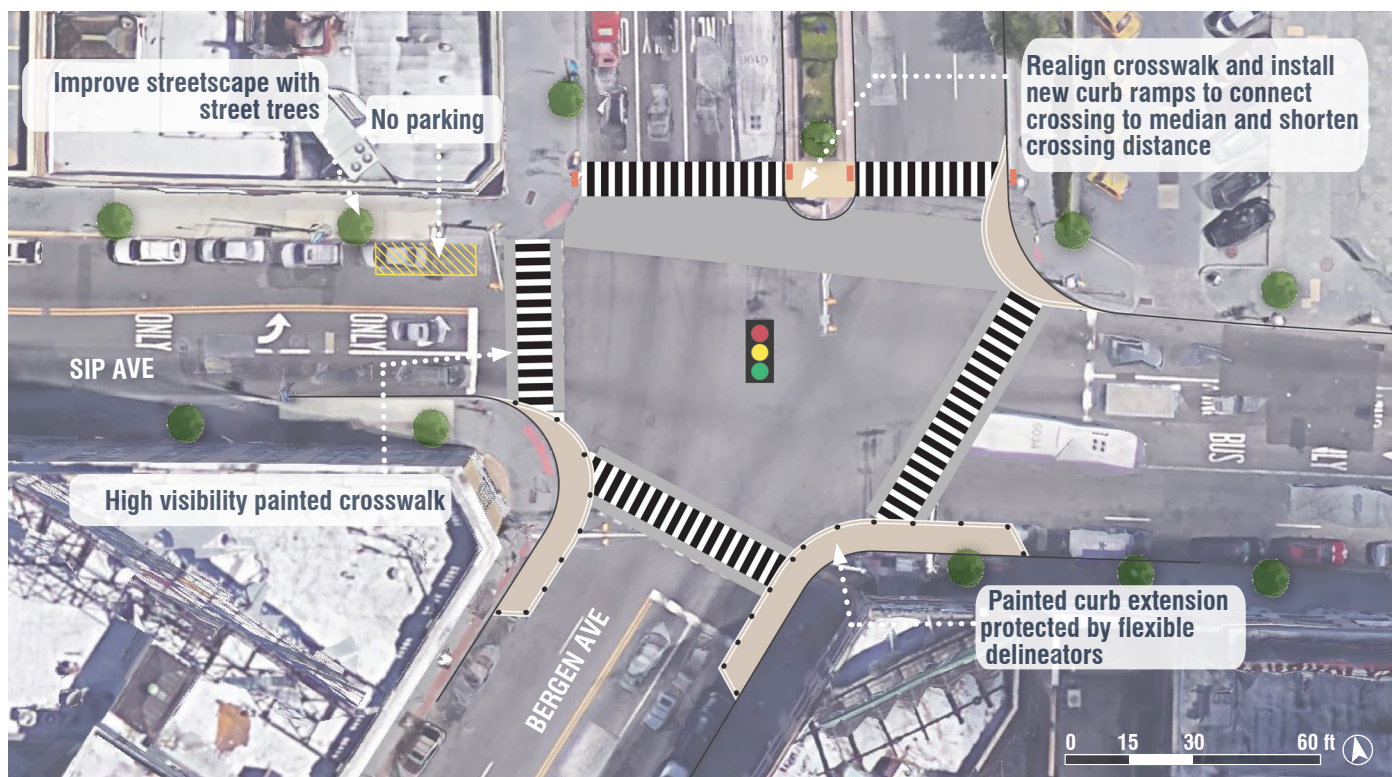 Improve streetscape with
street trees
No parking
Realign crosswalk and install
new curb ramps to connect
crossing to median and shorten
crossing distance
ONLY
ONLY
SIP AVE
High visibility painted crosswalk
BUS
BERGEN AVE
Painted curb extension
protected by flexible
delineators
0 15 30 60 ft